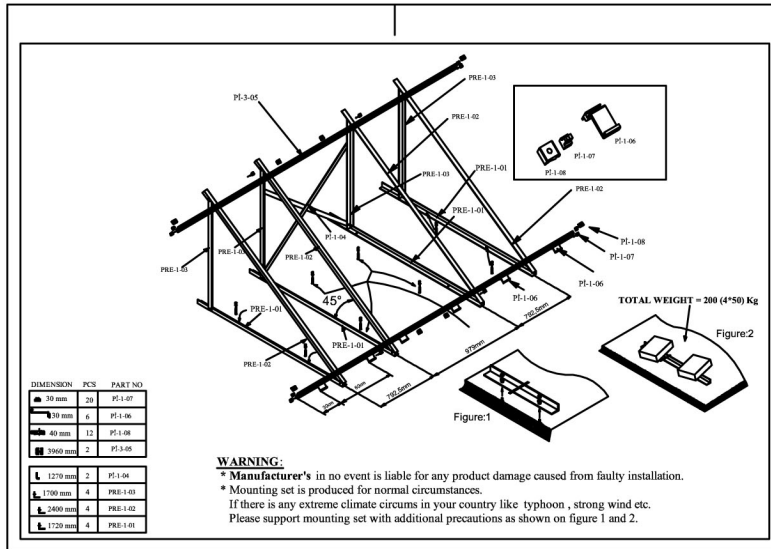 PRE-1-03
Pİ-3-05
PRE-1-02
Pİ-1-06
Pİ-1-07
Pİ-1-08
PRE-1-01
PRE-1-03
PRE-1-02
PRE-1-01
Pİ-1-04
PRE-1-03
PRE-1-03
PRE-1-02
Pİ-1-08
Pİ-1-07
Pİ-1-06
Pİ-1-06
45°
792.5mm
979mm
792.5mm
PRE-1-01
PRE-1-01
PRE-1-02
TOTAL WEIGHT = 200 (4*50) Kg
Figure:2
Figure:1
DIMENSION PCS PART NO
30 mm 20 Pİ-1-07
30 mm 6 Pİ-1-06
40 mm 12 Pİ-1-08
3960 mm 2 Pİ-3-05
1270 mm 2 Pİ-1-04
1700 mm 4 PRE-1-03
2400 mm 4 PRE-1-02
1720 mm 4 PRE-1-01
WARNING:
* Manufacturer's in no event is liable for any product damage caused from faulty installation.
* Mounting set is produced for normal circumstances.
If there is any extreme climate circums in your country like typhoon , strong wind etc.
Please support mounting set with additional precautions as shown on figure 1 and 2.